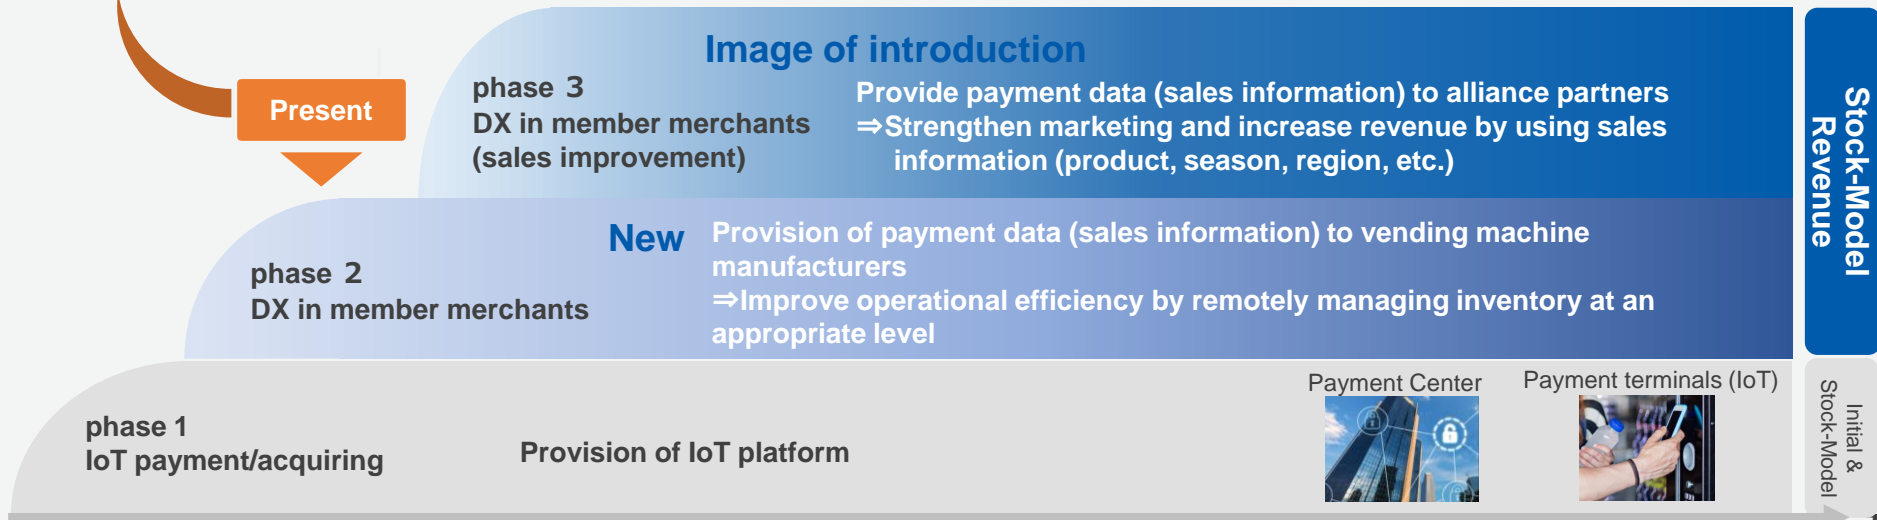 Image of introduction
Present
phase 3
DX in member merchants
(sales improvement)
Provide payment data (sales information) to alliance partners
⇒Strengthen marketing and increase revenue by using sales
information (product, season, region, etc.)
Stock-Model
Revenue
New
phase 2
DX in member merchants
Provision of payment data (sales information) to vending machine
manufacturers
⇒Improve operational efficiency by remotely managing inventory at an
appropriate level
phase 1
IoT payment/acquiring
Provision of IoT platform
Payment Center
Payment terminals (IoT)
Initial &
Stock-Model